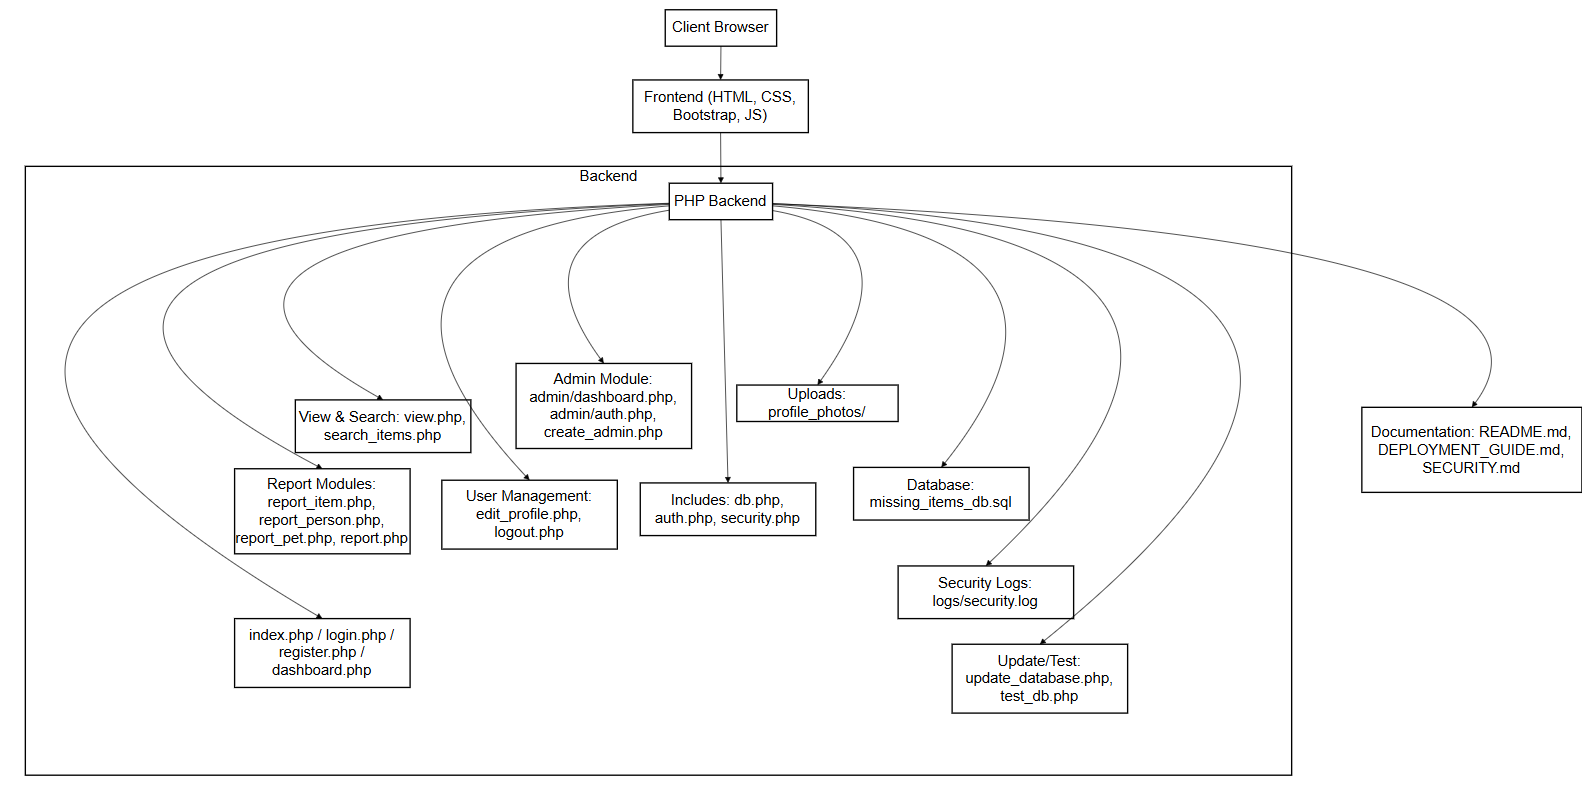 Client Browser
Frontend (HTML, CSS,
Bootstrap, JS)
Backend
PHP Backend
Admin Module:
admin/dashboard.php,
admin/auth.php,
create_admin.php
Uploads:
profile_photos/
View & Search: view.php,
search_items.php
Documentation: README.md,
DEPLOYMENT_GUIDE.md,
SECURITY.md
Report Modules:
report_item.php,
report_person.php,
report_pet.php, report.php
User Management:
edit_profile.php,
logout.php
Includes: db.php,
auth.php, security.php
Database:
missing_items_db.sql
Security Logs:
logs/security.log
index.php / login.php /
register.php /
dashboard.php
Update/Test:
update_database.php,
test_db.php